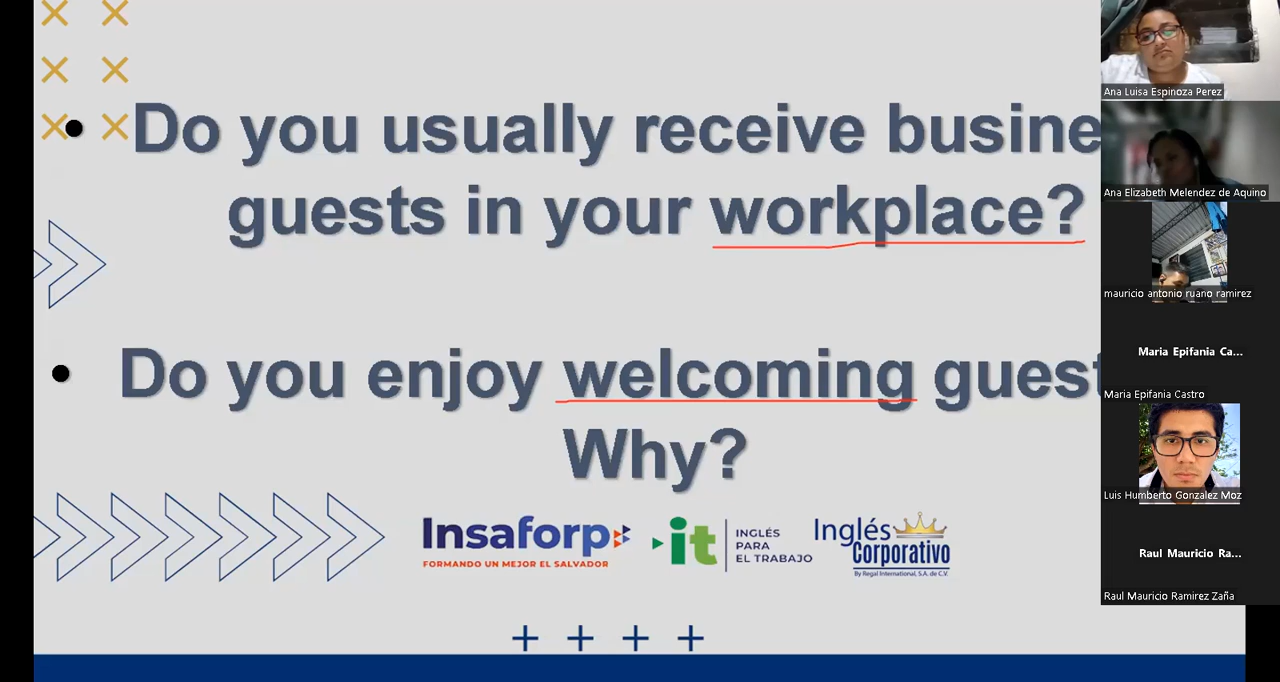 Do you usually receive busine
guests in your workplace?
Do you enjoy welcoming guest
Why?
Insaforp
FORMANDO UN MEJOR EL SALVADOR
it
INGLÉS
PARA
EL TRABAJO
Inglés
Corporativo
By Regal International, S.A. de C.V.
Ana Luisa Espinoza Perez
Ana Elizabeth Melendez de Aquino
mauricio antonio ruano ramirez
Maria Epifania Ca...
Maria Epifania Castro
Luis Humberto Gonzalez Moz
Raul Mauricio Ra...
Raul Mauricio Ramirez Zaña